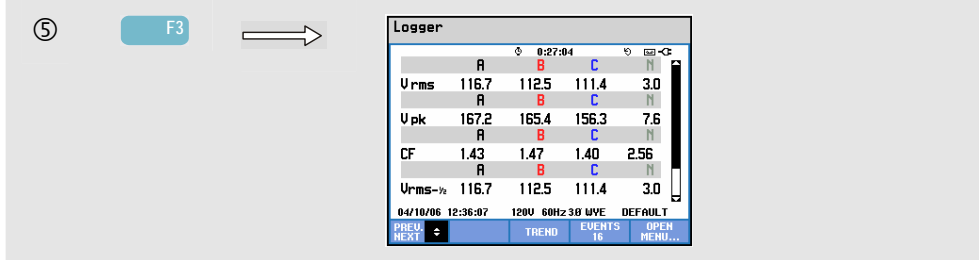 ⑤ F3
Logger
0:27:04
A B C N
V rms 116.7 112.5 111.4 3.0
A B C N
V pk 167.2 165.4 156.3 7.6
A B C N
CF 1.43 1.47 1.40 2.56
A B C N
Vrms-½ 116.7 112.5 111.4 3.0
04/10/06 12:36:07 120V 60Hz 3Ø WYE DEFAULT
PREV. NEXT TREND EVENTS 16 OPEN MENU...